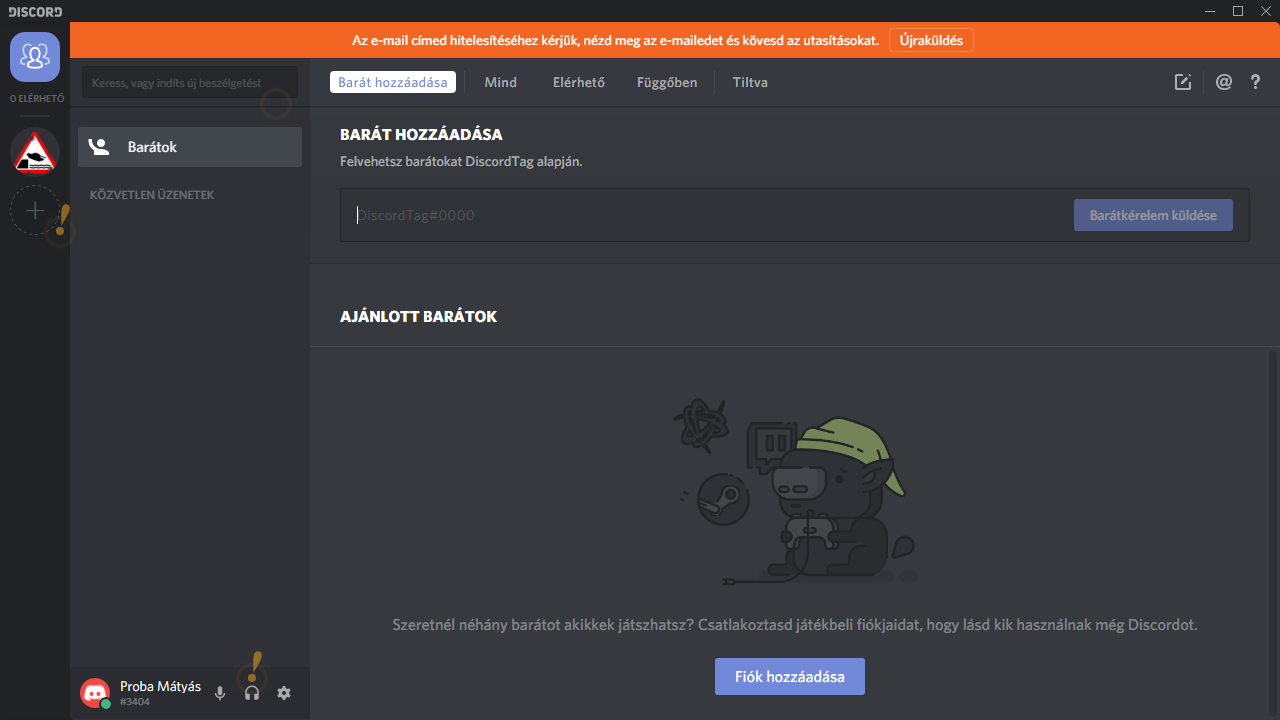 DISCORD
Az e-mail címed hitelesítéséhez kérjük, nézd meg az e-mailedet és kövesd az utasításokat. Újraküldés
0 ELÉRHETŐ
Keress, vagy indíts új beszélgetést
Barátok
KÖZVETLEN ÜZENETEK
Proba Mátyás
#3404
Barát hozzáadása Mind Elérhető Függőben Tiltva
BARÁT HOZZÁADÁSA
Felvehetsz barátokat DiscordTag alapján.
DiscordTag#0000 Barátkérelem küldése
AJÁNLOTT BARÁTOK
Szeretnél néhány barátot akikkek játszhatsz? Csatlakoztasd játékbeli fiókjaidat, hogy lásd kik használnak még Discordot.
Fiók hozzáadása